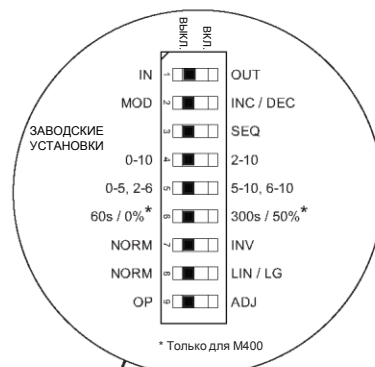 ВЫКЛ. ВКЛ.
IN 1 OUT
MOD 2 INC / DEC
ЗАВОДСКИЕ
УСТАНОВКИ
3 SEQ
0-10 4 2-10
0-5, 2-6 5 5-10, 6-10
60s / 0%* 6 300s / 50%*
NORM 7 INV
NORM 8 LIN / LG
OP 9 ADJ
* Только для M400